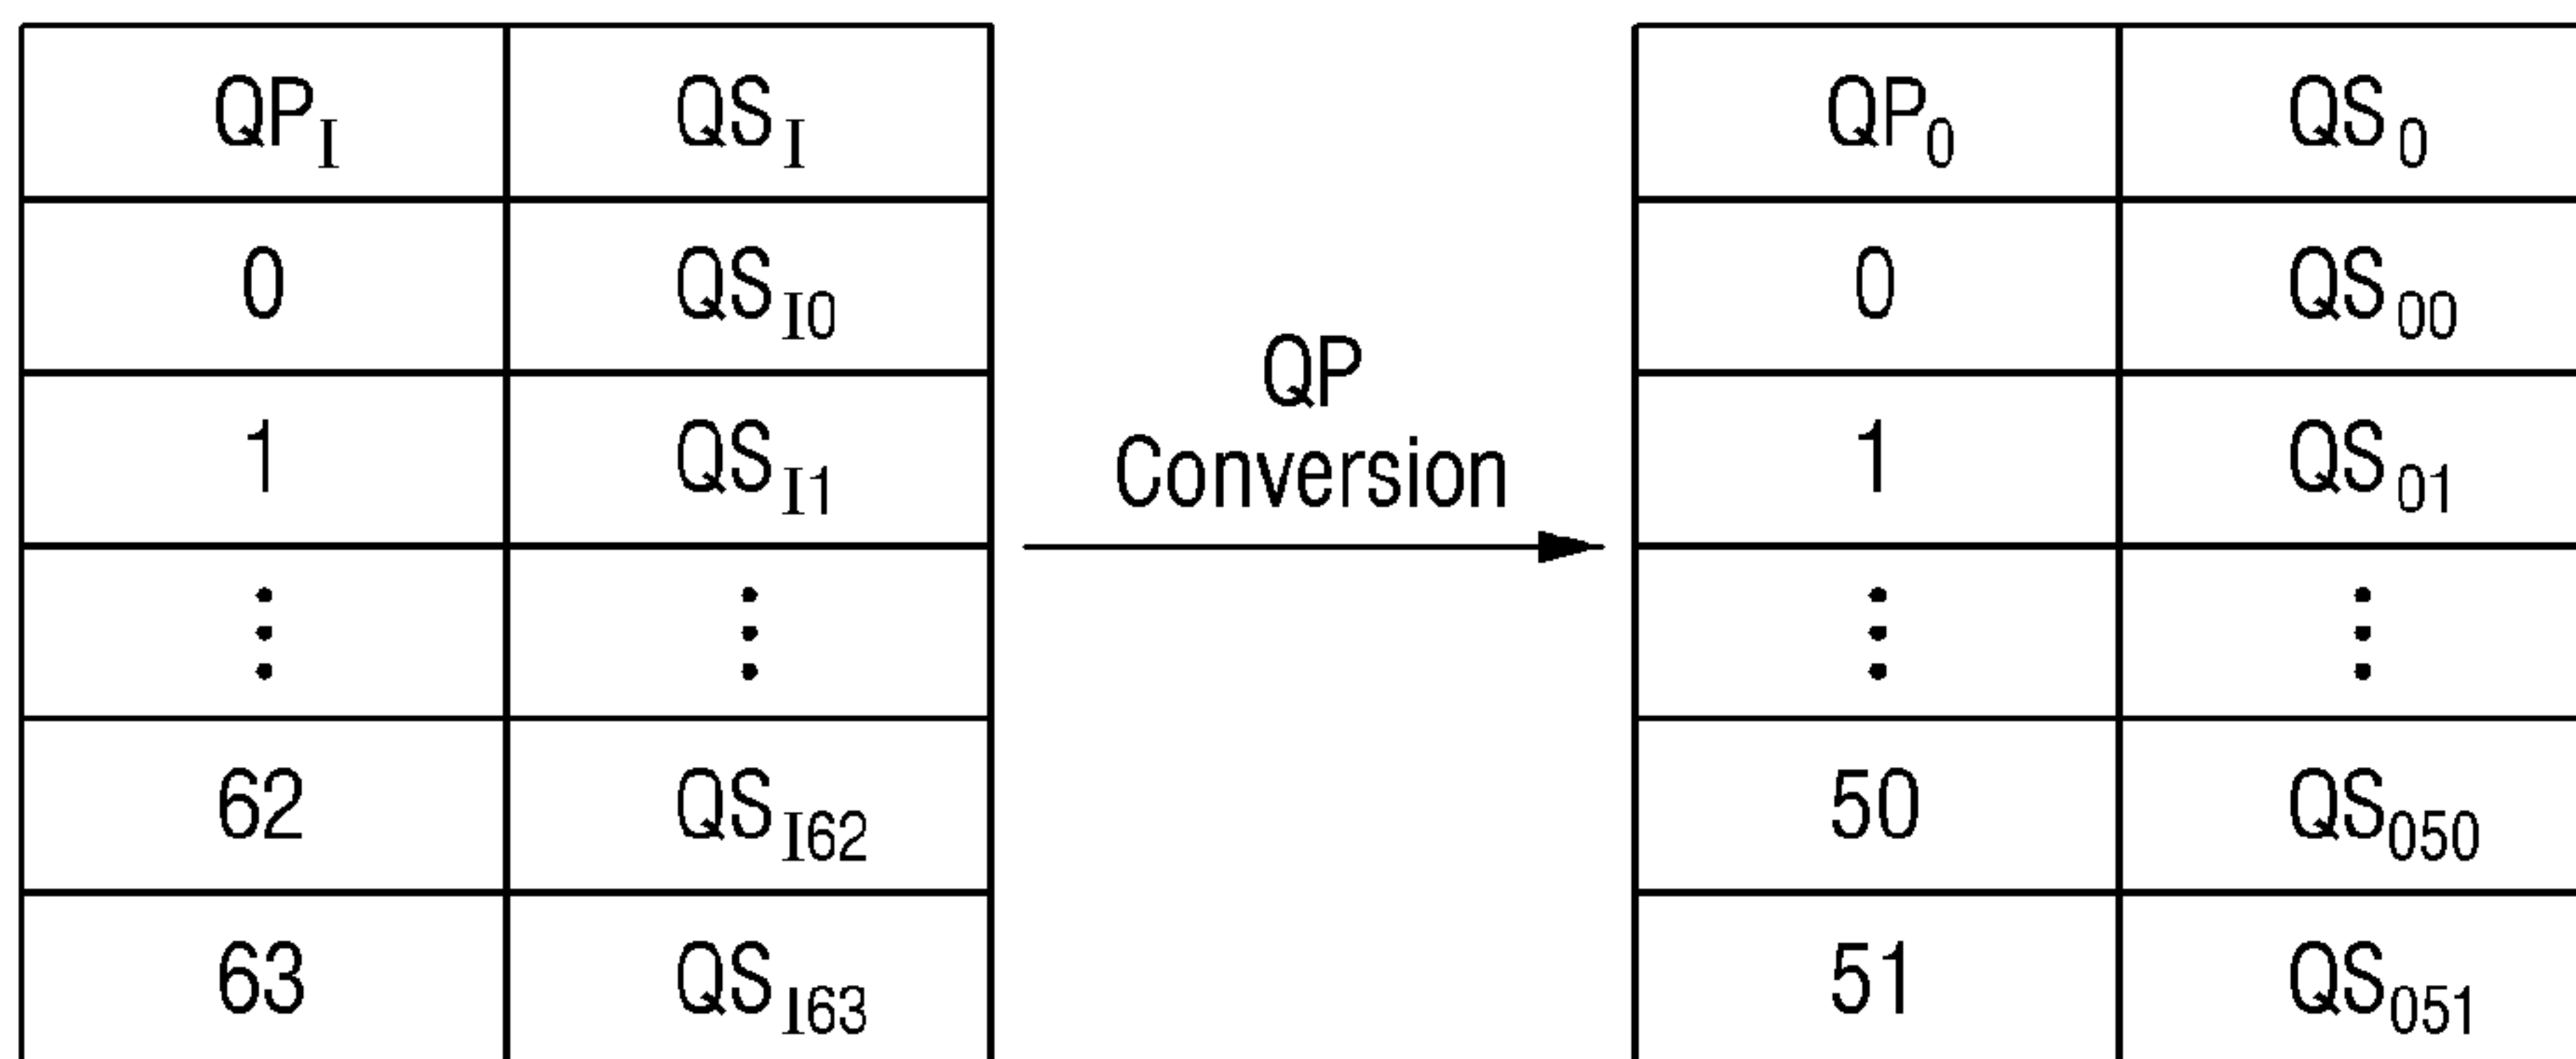 QP_I QS_I
0 QS_I0
1 QS_I1
⋮ ⋮
62 QS_I62
63 QS_I63
QP
Conversion
QP_0 QS_0
0 QS_00
1 QS_01
⋮ ⋮
50 QS_050
51 QS_051